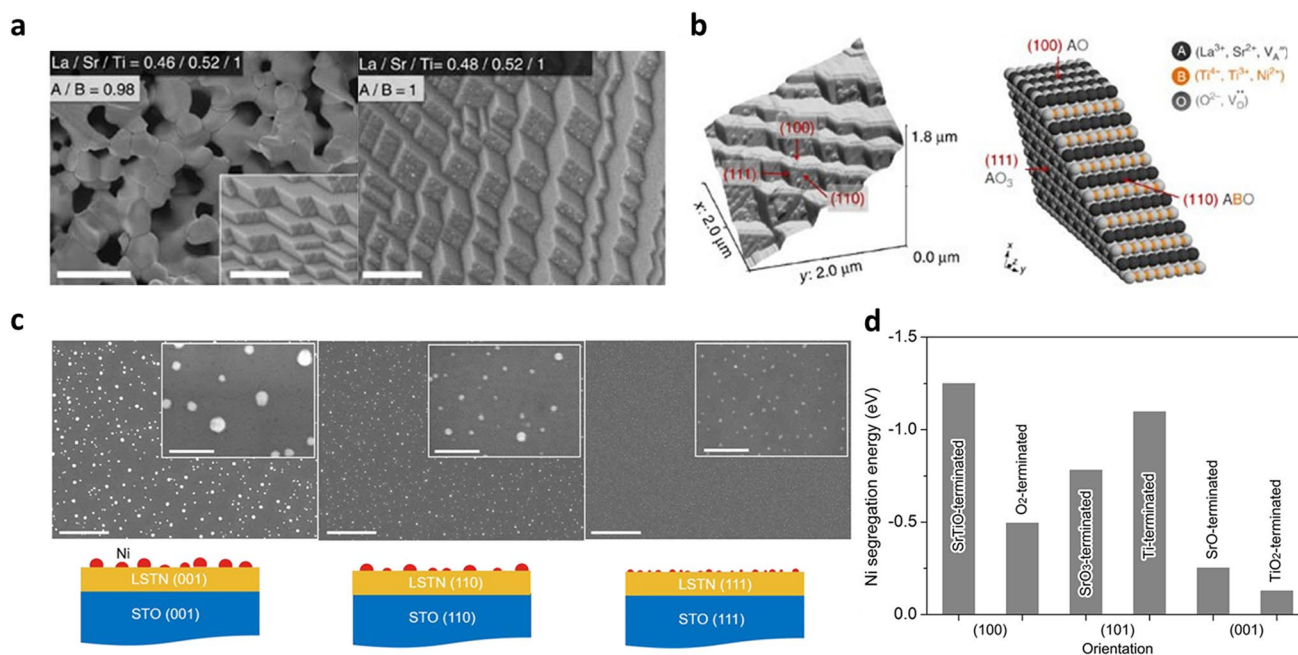 a
La / Sr / Ti = 0.46 / 0.52 / 1
A / B = 0.98
La / Sr / Ti = 0.48 / 0.52 / 1
A / B = 1
b
(100)
(111)
(110)
1.8 µm
0.0 µm
x: 2.0 µm
y: 2.0 µm
(100) AO
(111)
AO₃
(110) ABO
x
z
y
A (La³⁺, Sr²⁺, V_A'')
B (Ti⁴⁺, Ti³⁺, Ni²⁺)
O (O²⁻, V_O^••)
c
Ni
LSTN (001)
STO (001)
LSTN (110)
STO (110)
LSTN (111)
STO (111)
d
Ni segregation energy (eV)
-1.5
-1.0
-0.5
0.0
SrTiO-terminated
O₂-terminated
SrO₃-terminated
Ti-terminated
SrO-terminated
TiO₂-terminated
(100)
(101)
(001)
Orientation